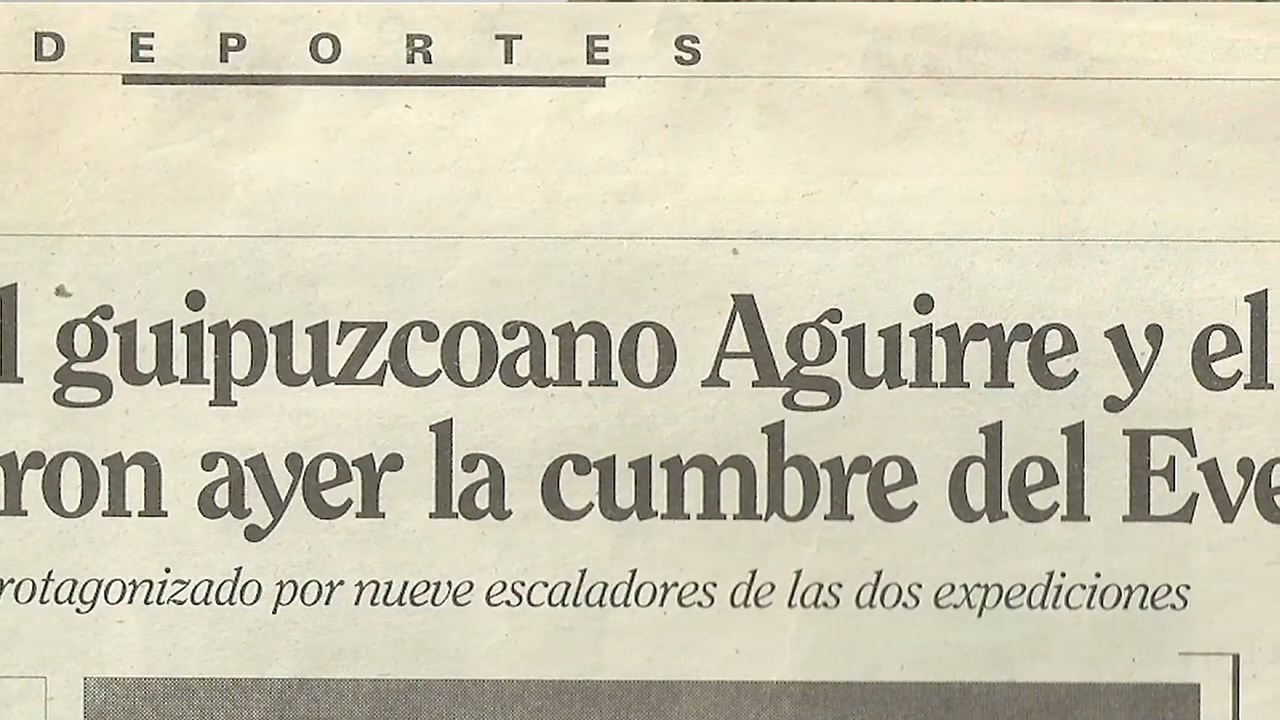 DEPORTES
l guipuzcoano Aguirre y el
ron ayer la cumbre del Eve
rotagonizado por nueve escaladores de las dos expediciones